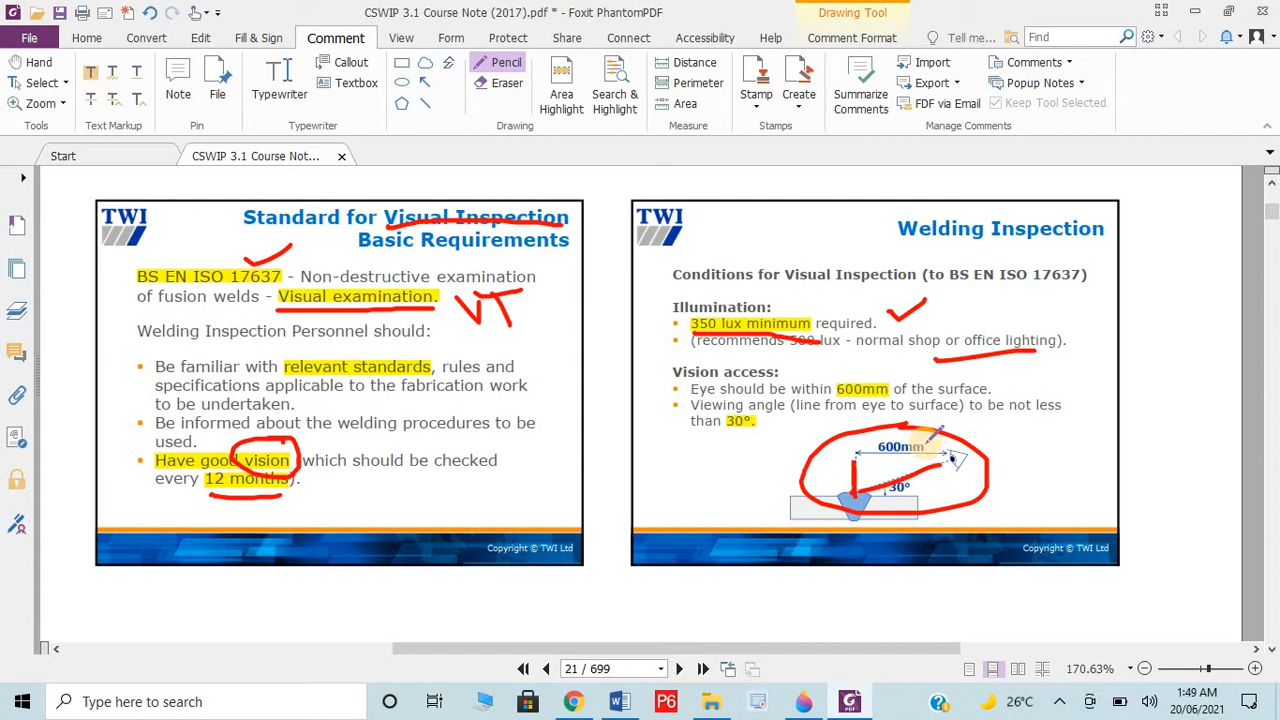 CSWIP 3.1 Course Note (2017).pdf * - Foxit PhantomPDF
Drawing Tool
File Home Convert Edit Fill & Sign Comment View Form Protect Share Connect Accessibility Help Comment Format Tell me... Find
Hand
Select
Zoom
Tools
T T T
T T T
Text Markup
Note
File
Pin
Typewriter
Callout
Textbox
Typewriter
Pencil
Eraser
Area Highlight
Search & Highlight
Drawing
Distance
Perimeter
Area
Measure
Stamp
Create
Stamps
Summarize Comments
Import
Export
FDF via Email
Comments
Popup Notes
Keep Tool Selected
Manage Comments
Start
CSWIP 3.1 Course Not...
TWI
Standard for Visual Inspection
Basic Requirements
BS EN ISO 17637 - Non-destructive examination
of fusion welds - Visual examination.
VT
Welding Inspection Personnel should:
Be familiar with relevant standards, rules and
specifications applicable to the fabrication work
to be undertaken.
Be informed about the welding procedures to be
used.
Have good vision (which should be checked
every 12 months).
Copyright © TWI Ltd
TWI
Welding Inspection
Conditions for Visual Inspection (to BS EN ISO 17637)
Illumination:
350 lux minimum required.
(recommends 500 lux - normal shop or office lighting).
Vision access:
Eye should be within 600mm of the surface.
Viewing angle (line from eye to surface) to be not less
than 30°.
600mm
30°
Copyright © TWI Ltd
21 / 699
170.63%
Type here to search
P6
PDF
26°C
1:49 AM
20/06/2021